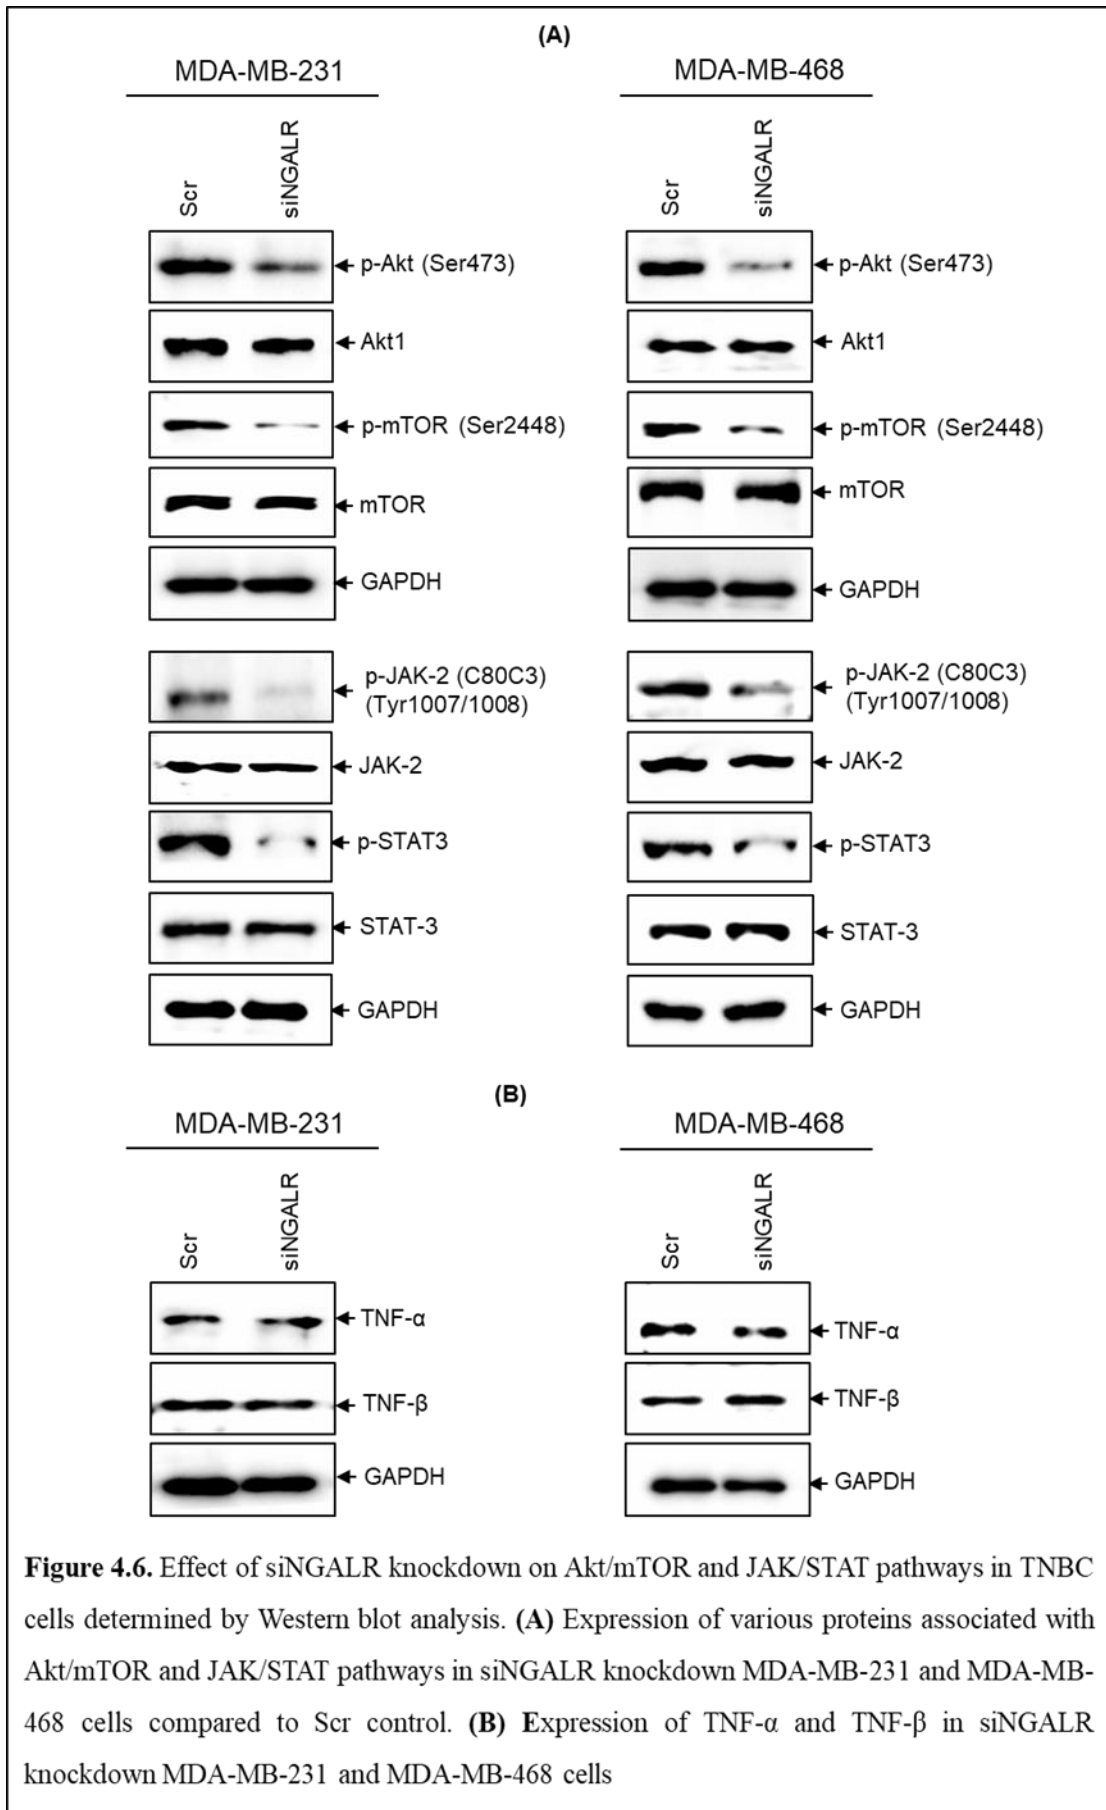 (A)
MDA-MB-231
MDA-MB-468
Scr
siNGALR
Scr
siNGALR
p-Akt (Ser473)
p-Akt (Ser473)
Akt1
Akt1
p-mTOR (Ser2448)
p-mTOR (Ser2448)
mTOR
mTOR
GAPDH
GAPDH
p-JAK-2 (C80C3)
(Tyr1007/1008)
p-JAK-2 (C80C3)
(Tyr1007/1008)
JAK-2
JAK-2
p-STAT3
p-STAT3
STAT-3
STAT-3
GAPDH
GAPDH
(B)
MDA-MB-231
MDA-MB-468
Scr
siNGALR
Scr
siNGALR
TNF-α
TNF-α
TNF-β
TNF-β
GAPDH
GAPDH
Figure 4.6. Effect of siNGALR knockdown on Akt/mTOR and JAK/STAT pathways in TNBC
cells determined by Western blot analysis. (A) Expression of various proteins associated with
Akt/mTOR and JAK/STAT pathways in siNGALR knockdown MDA-MB-231 and MDA-MB-
468 cells compared to Scr control. (B) Expression of TNF-α and TNF-β in siNGALR
knockdown MDA-MB-231 and MDA-MB-468 cells